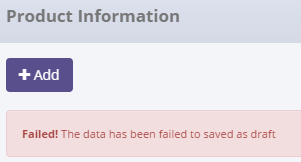 Product Information
Add
Failed! The data has been failed to saved as draft